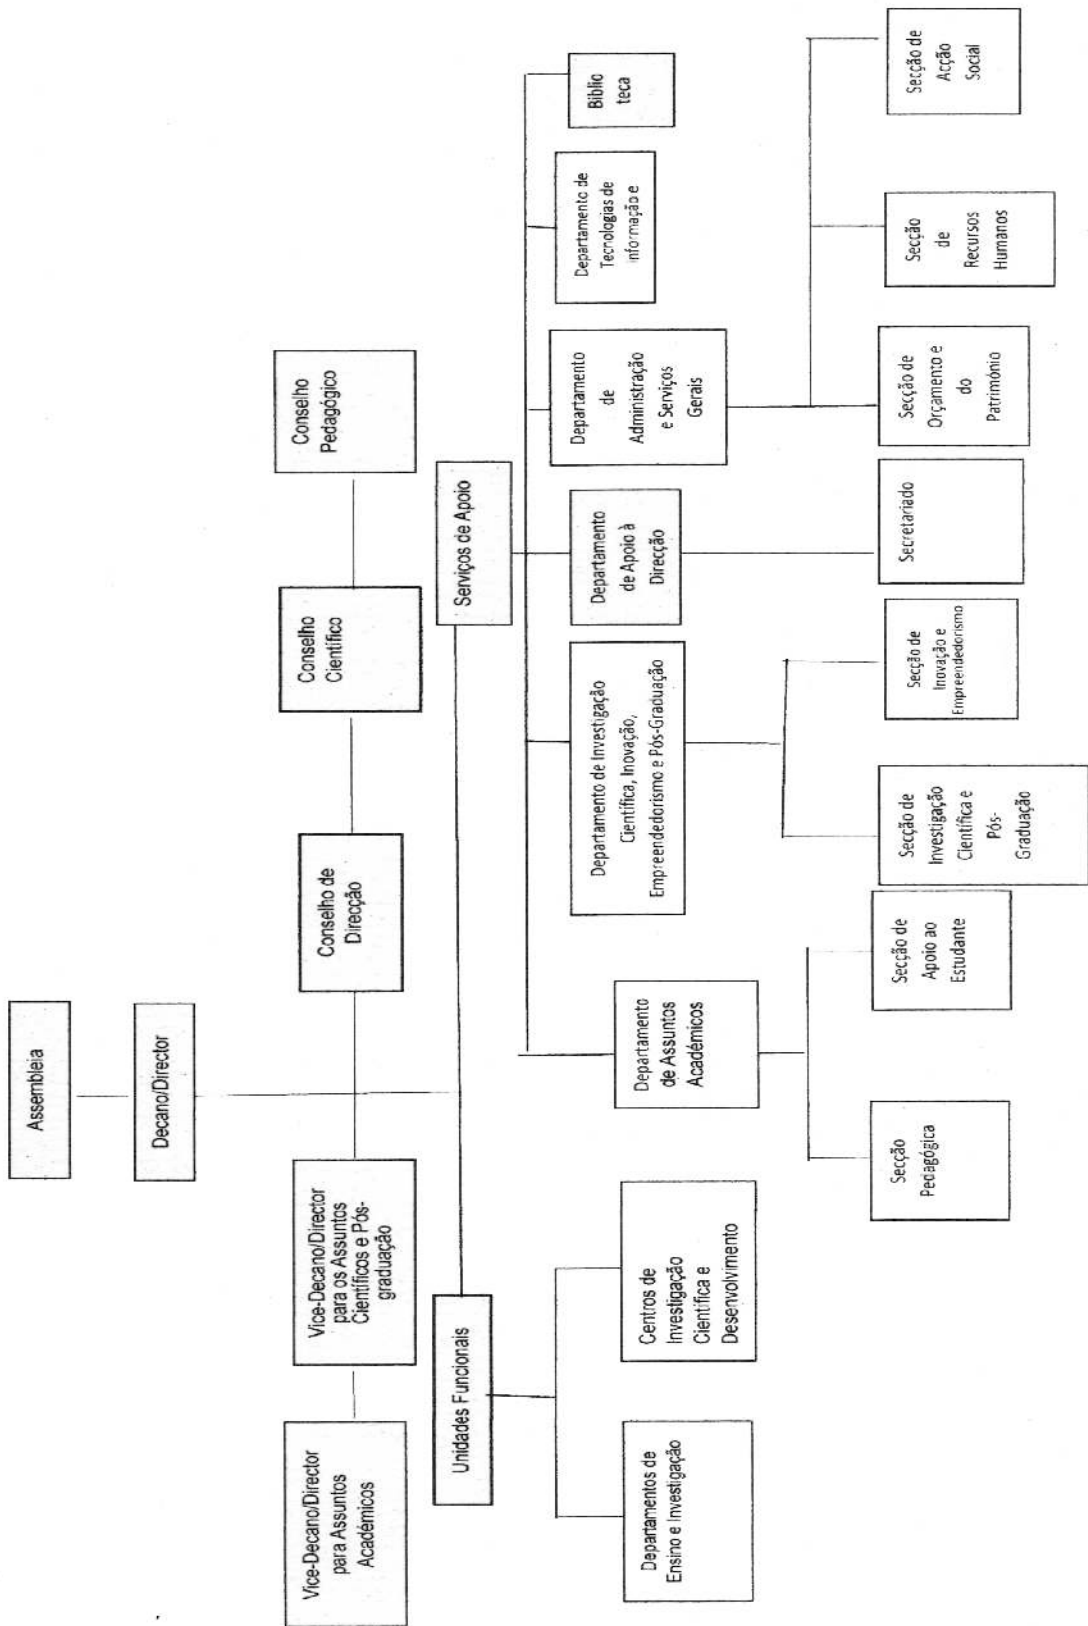 Assembleia
Decano/Director
Vice-Decano/Director
para Assuntos
Académicos
Vice-Decano/Director
para os Assuntos
Científicos e Pós-
graduação
Conselho de
Direcção
Conselho
Científico
Conselho
Pedagógico
Unidades Funcionais
Serviços de Apoio
Departamentos de
Ensino e Investigação
Centros de
Investigação
Científica e
Desenvolvimento
Departamento
de Assuntos
Académicos
Departamento de Investigação
Científica, Inovação,
Empreendedorismo e Pós-Graduação
Departamento
de Apoio à
Direcção
Departamento
de
Administração
e Serviços
Gerais
Departamento de
Tecnologias de
Informação e
Biblio
teca
Secção
Pedagógica
Secção de
Apoio ao
Estudante
Secção de
Investigação
Científica e
Pós-
Graduação
Secção de
Inovação e
Empreendedorismo
Secretariado
Secção de
Orçamento e
do
Património
Secção
de
Recursos
Humanos
Secção de
Acção
Social